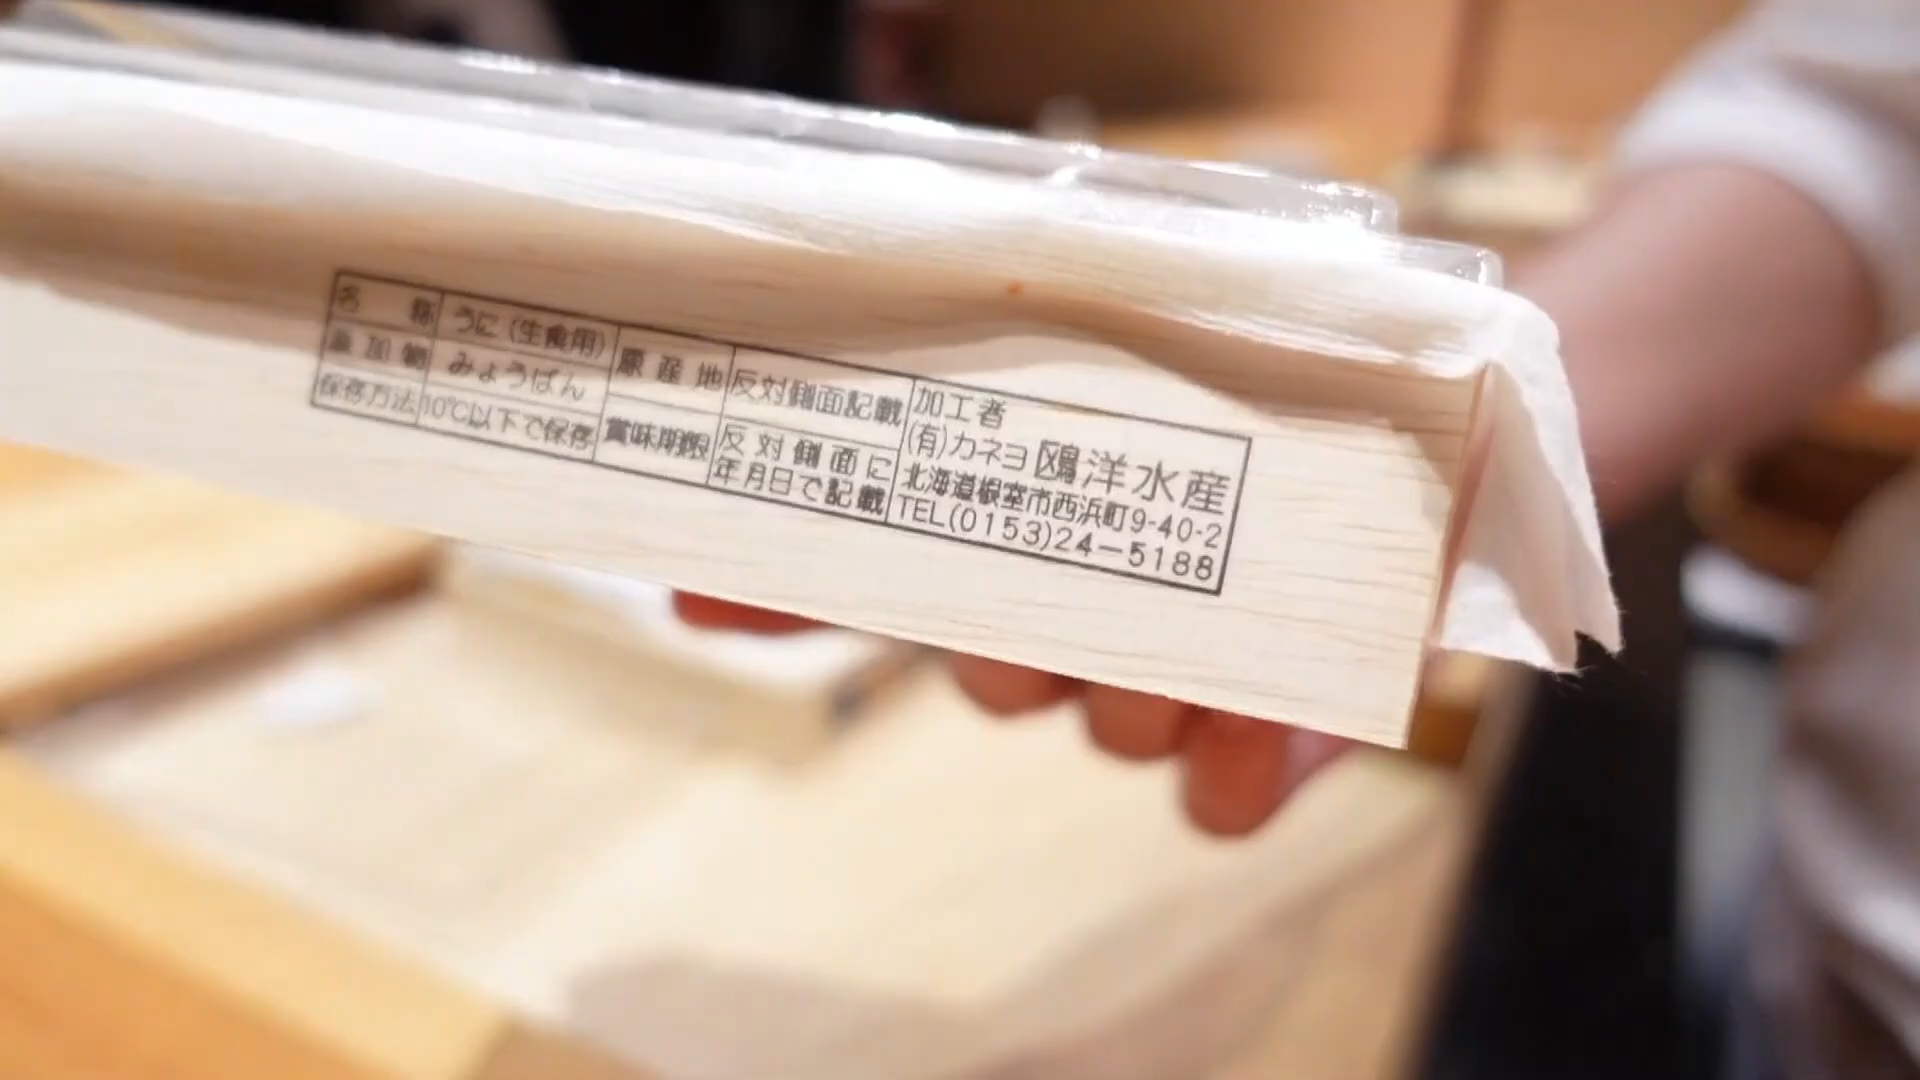 名称 うに(生食用)
添加物 みょうばん
保存方法 10℃以下で保存
原産地 反対側面記載
賞味期限 反対側面に
年月日で記載
加工者
(有)カネヨ鷗洋水産
北海道根室市西浜町9-40-2
TEL(0153)24-5188